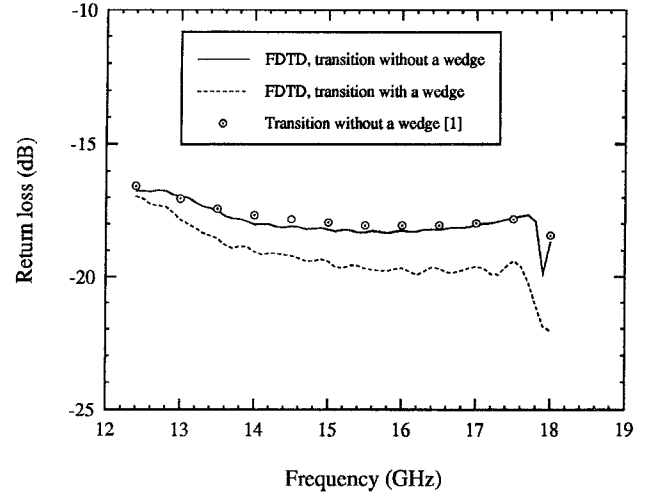 -10
-15
-20
-25
Return loss (dB)
FDTD, transition without a wedge
FDTD, transition with a wedge
Transition without a wedge [1]
12 13 14 15 16 17 18 19
Frequency (GHz)